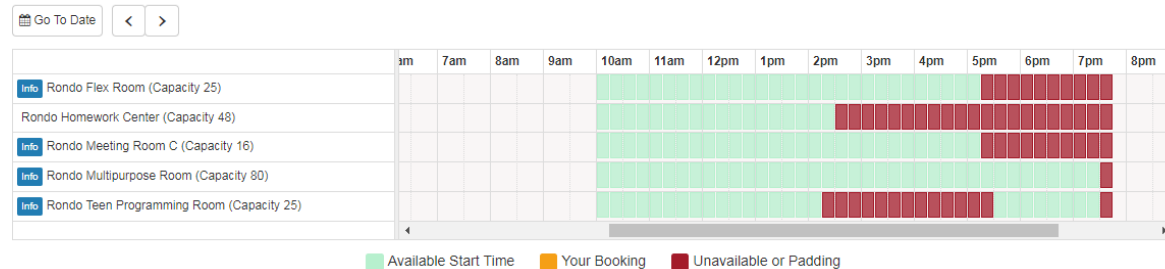 Go To Date < >
am 7am 8am 9am 10am 11am 12pm 1pm 2pm 3pm 4pm 5pm 6pm 7pm 8pm
Info Rondo Flex Room (Capacity 25)
Rondo Homework Center (Capacity 48)
Info Rondo Meeting Room C (Capacity 16)
Info Rondo Multipurpose Room (Capacity 80)
Info Rondo Teen Programming Room (Capacity 25)
Available Start Time Your Booking Unavailable or Padding